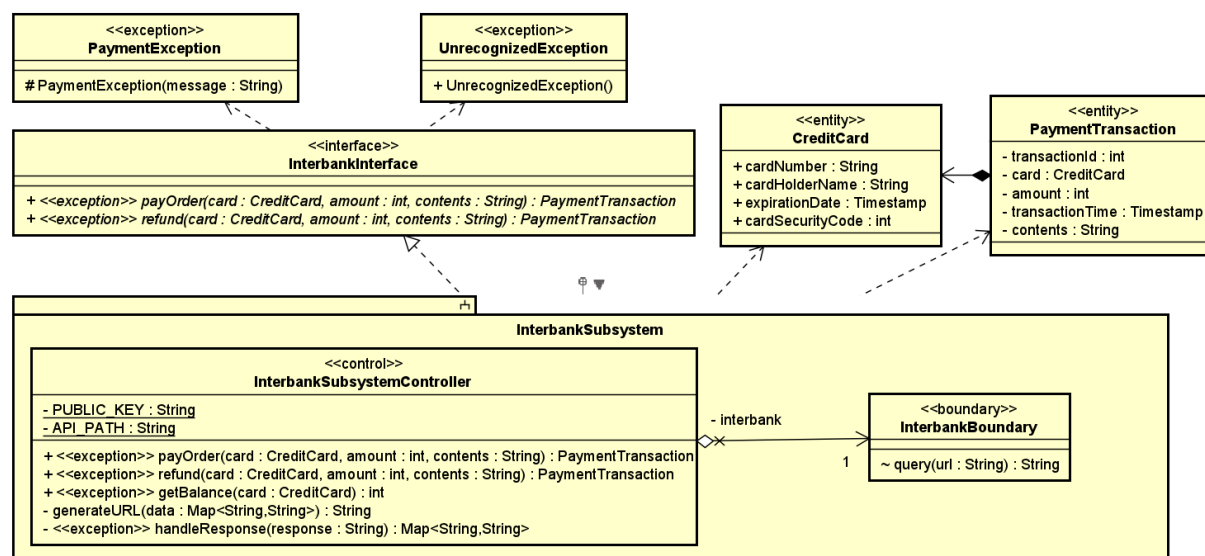 <<exception>>
PaymentException
# PaymentException(message : String)
<<exception>>
UnrecognizedException
+ UnrecognizedException()
<<interface>>
InterbankInterface
+ <<exception>> payOrder(card : CreditCard, amount : int, contents : String) : PaymentTransaction
+ <<exception>> refund(card : CreditCard, amount : int, contents : String) : PaymentTransaction
<<entity>>
CreditCard
+ cardNumber : String
+ cardHolderName : String
+ expirationDate : Timestamp
+ cardSecurityCode : int
<<entity>>
PaymentTransaction
- transactionId : int
- card : CreditCard
- amount : int
- transactionTime : Timestamp
- contents : String
InterbankSubsystem
<<control>>
InterbankSubsystemController
- PUBLIC_KEY : String
- API_PATH : String
+ <<exception>> payOrder(card : CreditCard, amount : int, contents : String) : PaymentTransaction
+ <<exception>> refund(card : CreditCard, amount : int, contents : String) : PaymentTransaction
+ <<exception>> getBalance(card : CreditCard) : int
- generateURL(data : Map<String,String>) : String
- <<exception>> handleResponse(response : String) : Map<String,String>
- interbank
1
<<boundary>>
InterbankBoundary
~ query(url : String) : String